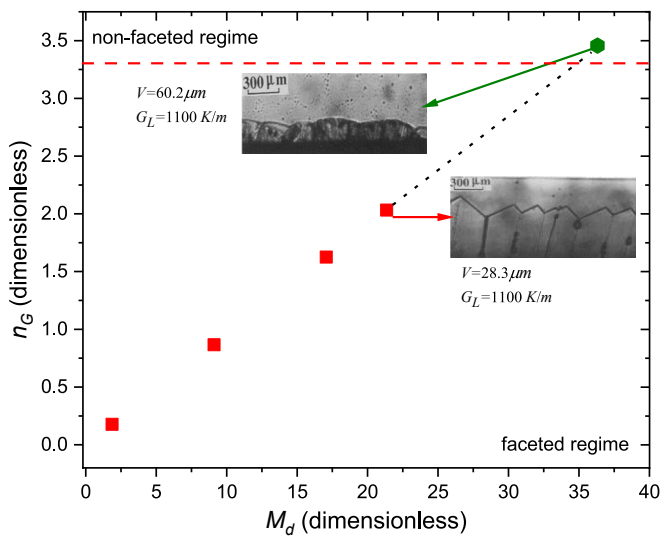 non-faceted regime
300 μm
V=60.2μm
G_L=1100 K/m
300 μm
V=28.3μm
G_L=1100 K/m
faceted regime
n_G (dimensionless)
3.5
3.0
2.5
2.0
1.5
1.0
0.5
0.0
0 5 10 15 20 25 30 35 40
M_d (dimensionless)